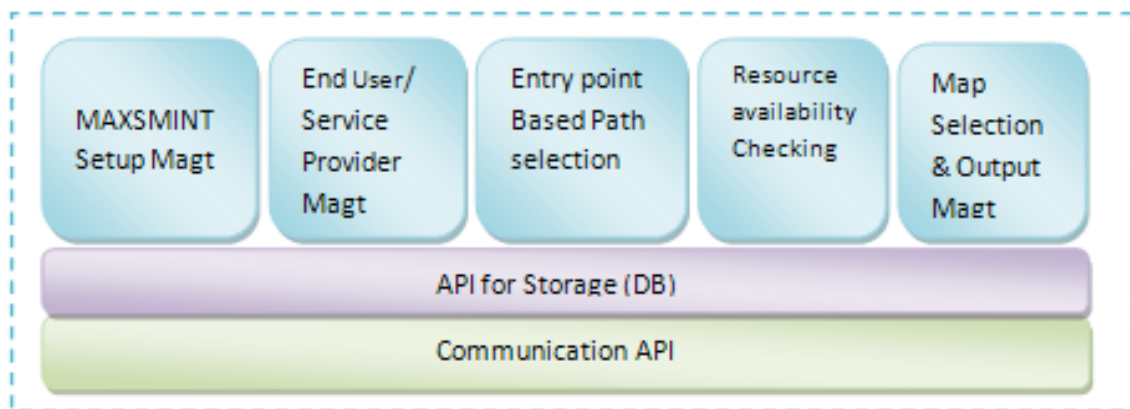 MAXSMINT
Setup Magt
End User/
Service
Provider
Magt
Entry point
Based Path
selection
Resource
availability
Checking
Map
Selection
& Output
Magt
API for Storage (DB)
Communication API